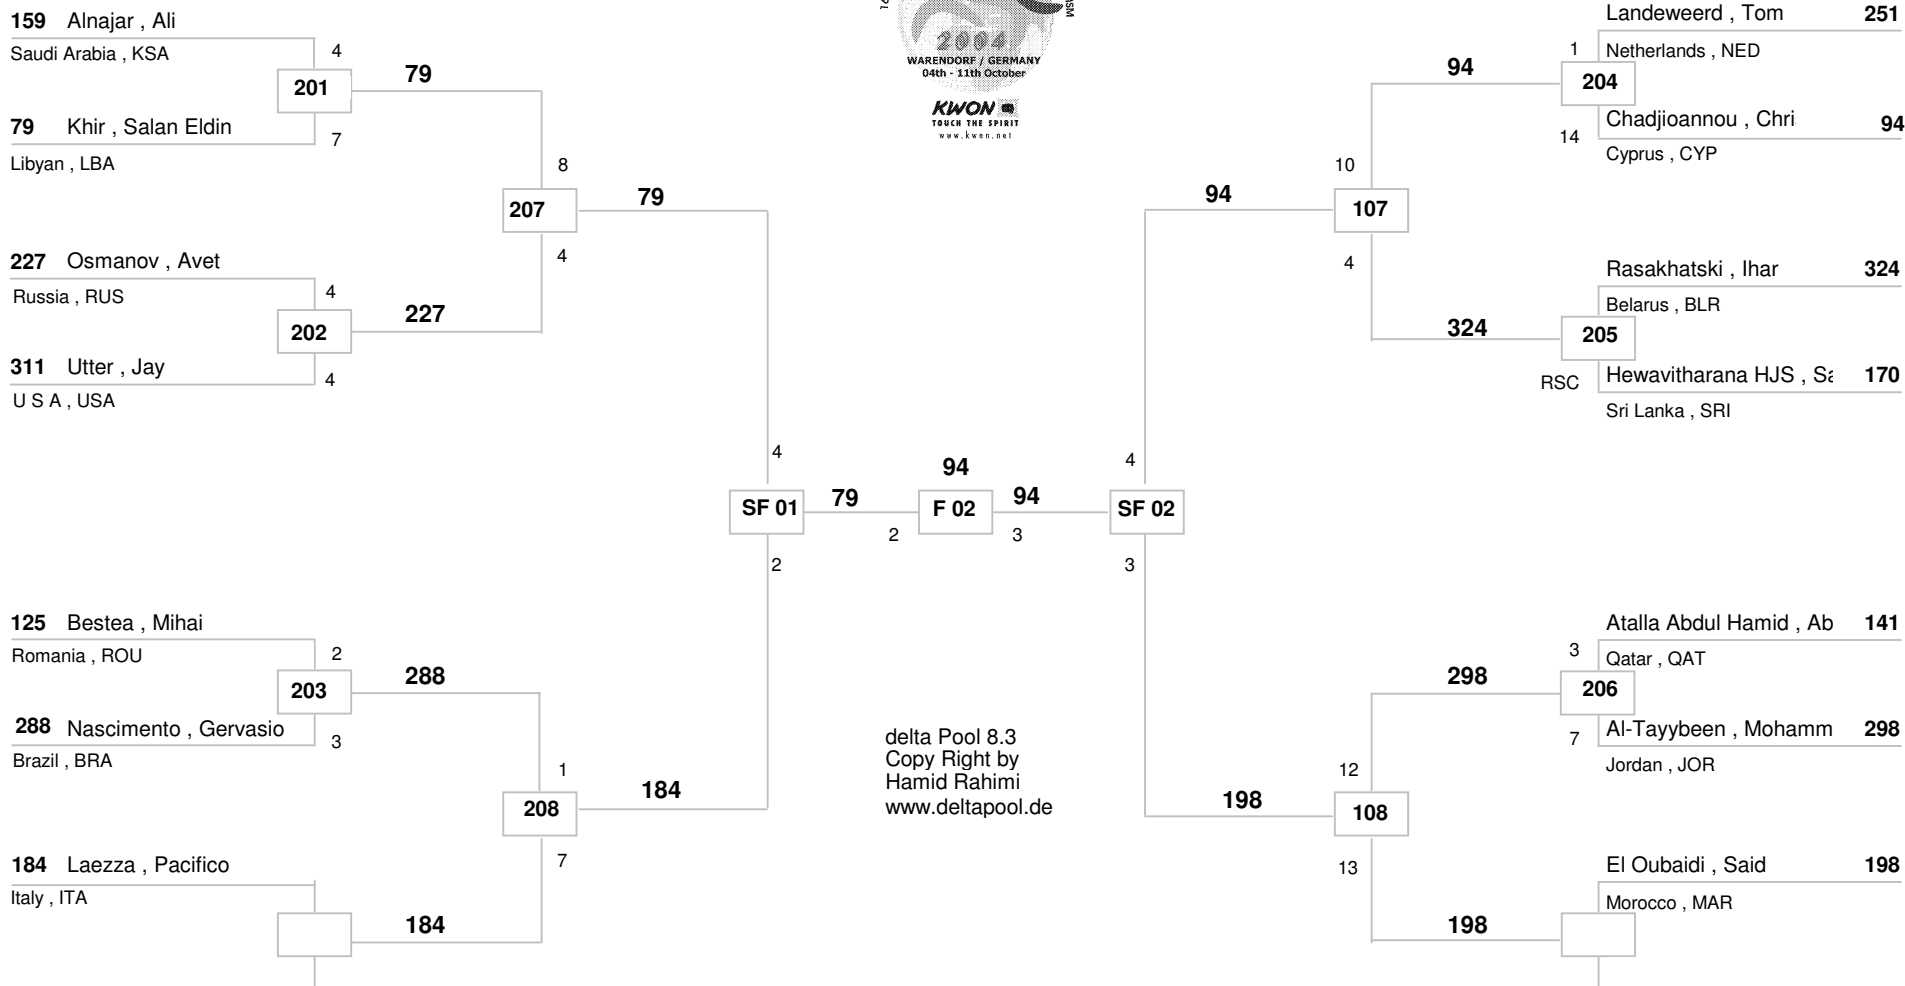 159 Alnajar , Ali
Saudi Arabia , KSA
4
201
79
79 Khir , Salan Eldin
7
Libyan , LBA
8
207
79
4
227 Osmanov , Avet
Russia , RUS
4
202
227
311 Utter , Jay
4
U S A , USA
4
SF 01
79
2
2
125 Bestea , Mihai
Romania , ROU
2
203
288
288 Nascimento , Gervasio
3
Brazil , BRA
1
208
184
7
184 Laezza , Pacifico
Italy , ITA
184
2004
WARENDORF / GERMANY
04th - 11th October
KWON
TOUCH THE SPIRIT
www.kwon.net
94
F 02
94
3
delta Pool 8.3
Copy Right by
Hamid Rahimi
www.deltapool.de
Landeweerd , Tom 251
1
Netherlands , NED
94
204
Chadjioannou , Chri 94
14
Cyprus , CYP
10
94
107
4
Rasakhatski , Ihar 324
Belarus , BLR
324
205
RSC
Hewavitharana HJS , Sa 170
Sri Lanka , SRI
4
SF 02
3
Atalla Abdul Hamid , Ab 141
3
Qatar , QAT
298
206
Al-Tayybeen , Mohamm 298
7
Jordan , JOR
12
198
108
13
El Oubaidi , Said 198
Morocco , MAR
198